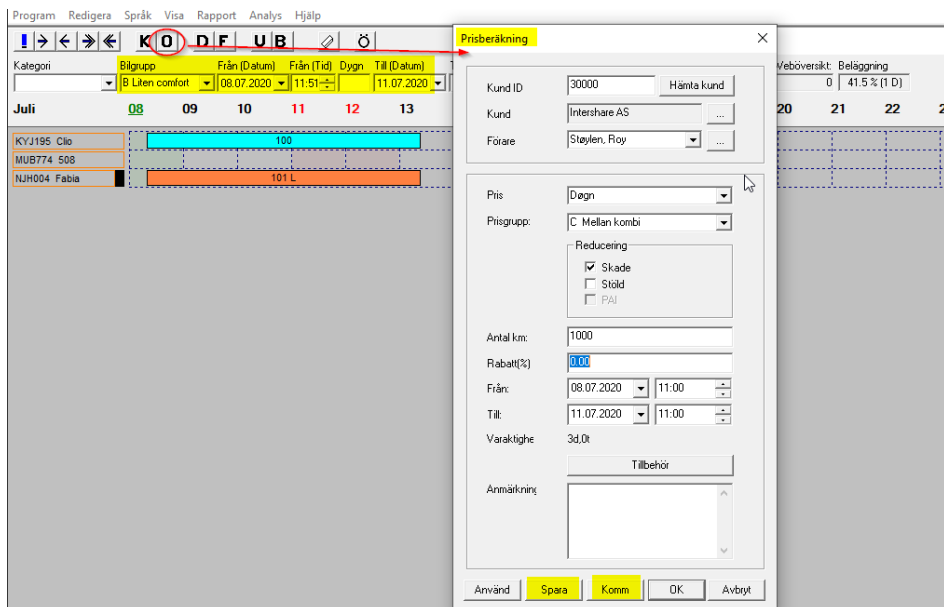 Program Redigera Språk Visa Rapport Analys Hjälp
K O D F U B Ö
Kategori Bilgrupp Från (Datum) Från (Tid) Dygn Till (Datum)
B Liten comfort 08.07.2020 11:51 11.07.2020
Weböversikt: Beläggning
0 41.5 % (1 D)
Juli 08 09 10 11 12 13 20 21 22
KYJ195 Clio 100
MUB774 508
NJH004 Fabia 101 L
Prisberäkning
Kund ID 30000 Hämta kund
Kund Intershare AS ...
Förare Støylen, Roy ...
Pris Døgn
Prisgrupp: C Mellan kombi
Reducering
Skade
Stöld
PAI
Antal km: 1000
Rabatt(%) 0.00
Från: 08.07.2020 11:00
Till: 11.07.2020 11:00
Varaktighe 3d,0t
Tillbehör
Anmärkning
Använd Spara Komm OK Avbryt